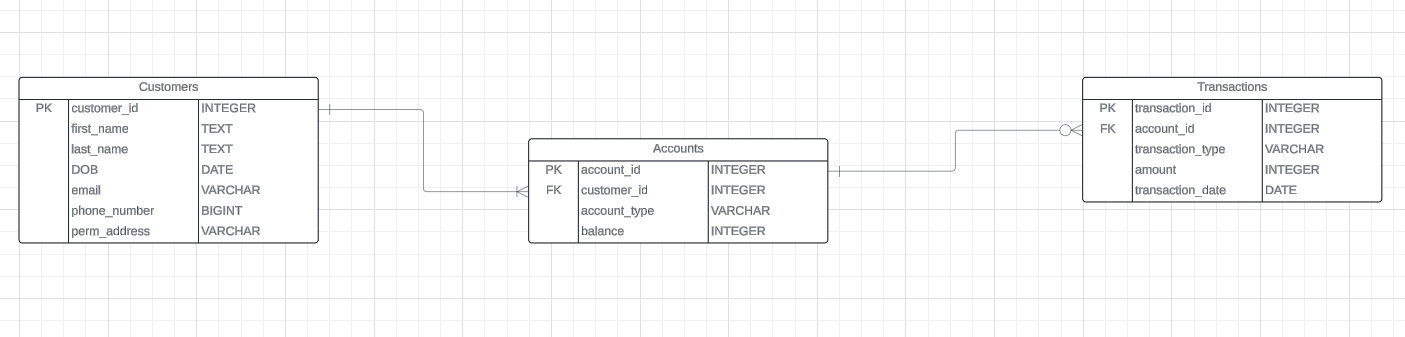 Customers
PK customer_id INTEGER
first_name TEXT
last_name TEXT
DOB DATE
email VARCHAR
phone_number BIGINT
perm_address VARCHAR
Accounts
PK account_id INTEGER
FK customer_id INTEGER
account_type VARCHAR
balance INTEGER
Transactions
PK transaction_id INTEGER
FK account_id INTEGER
transaction_type VARCHAR
amount INTEGER
transaction_date DATE